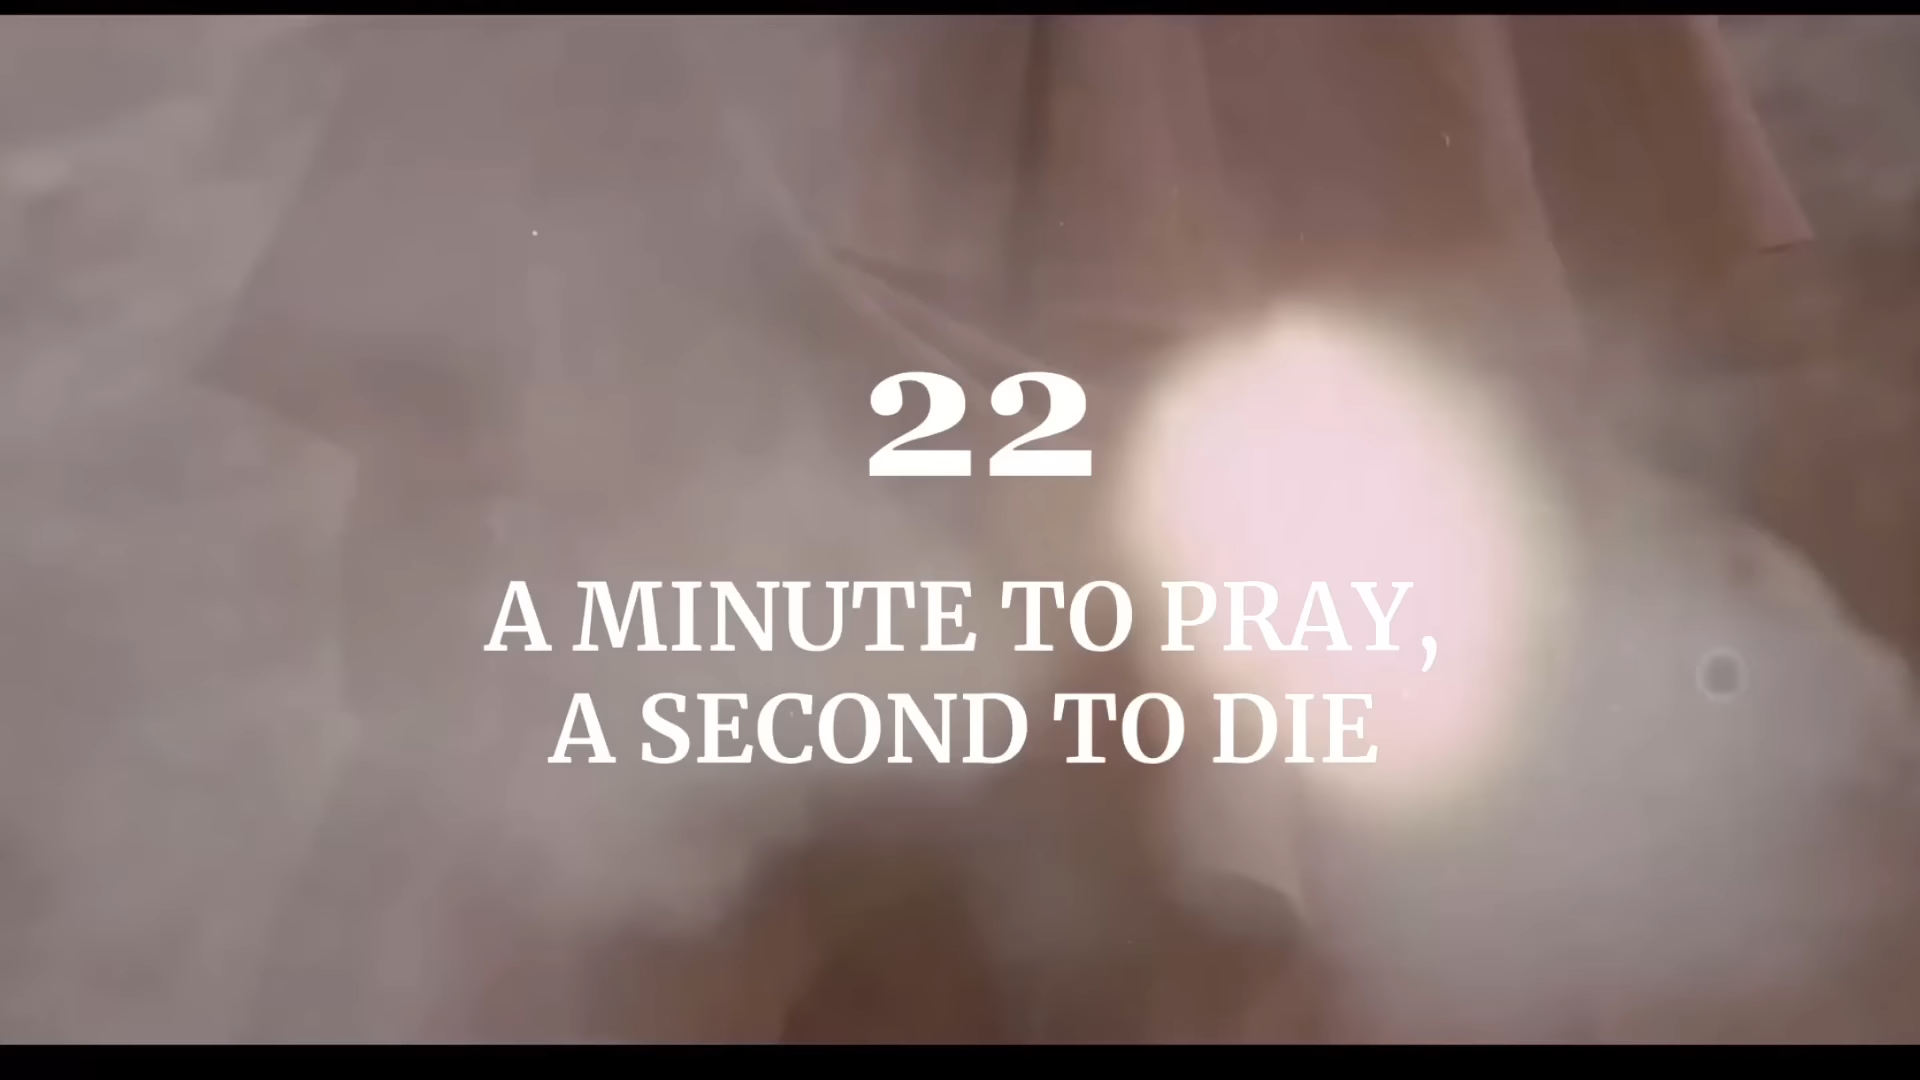 22
A MINUTE TO PRAY,
A SECOND TO DIE